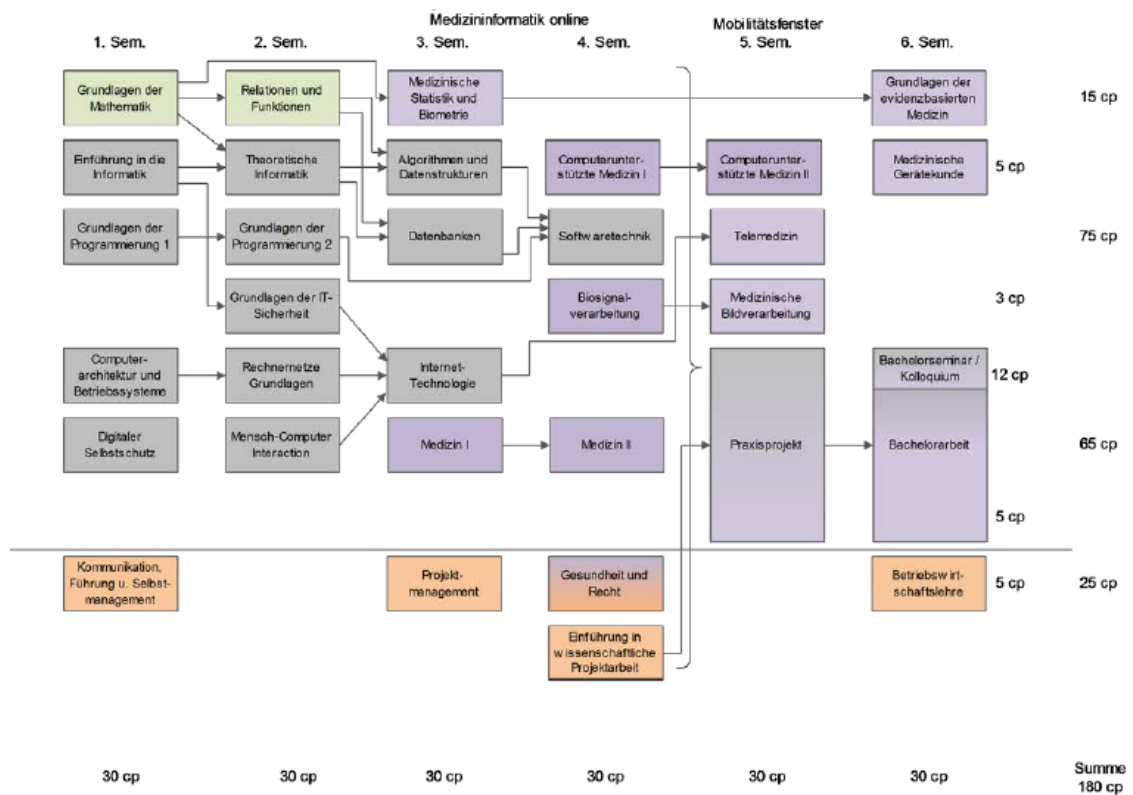 Medizininformatik online
Mobilitätsfenster
1. Sem.
2. Sem.
3. Sem.
4. Sem.
5. Sem.
6. Sem.
Grundlagen der
Mathematik
Relationen und
Funktionen
Medizinische
Statistik und
Biometrie
Grundlagen der
evidenzbasierten
Medizin
15 cp
Einführung in die
Informatik
Theoretische
Informatik
Algorithmen und
Datenstrukturen
Computerunter-
stützte Medizin I
Computerunter-
stützte Medizin II
Medizinische
Gerätekunde
5 cp
Grundlagen der
Programmierung 1
Grundlagen der
Programmierung 2
Datenbanken
Softwaretechnik
Telemedizin
75 cp
Grundlagen der IT-
Sicherheit
Biosignal-
verarbeitung
Medizinische
Bildverarbeitung
3 cp
Computer-
architektur und
Betriebssysteme
Rechnernetze
Grundlagen
Internet-
Technologie
Bachelorseminar /
Kolloquium
12 cp
Digitaler
Selbstschutz
Mensch-Computer
Interaction
Medizin I
Medizin II
Praxisprojekt
Bachelorarbeit
65 cp
5 cp
Kommunikation,
Führung u. Selbst-
management
Projekt-
management
Gesundheit und
Recht
Betriebswirt-
schaftslehre
5 cp
25 cp
Einführung in
wissenschaftliche
Projektarbeit
30 cp
30 cp
30 cp
30 cp
30 cp
30 cp
Summe
180 cp